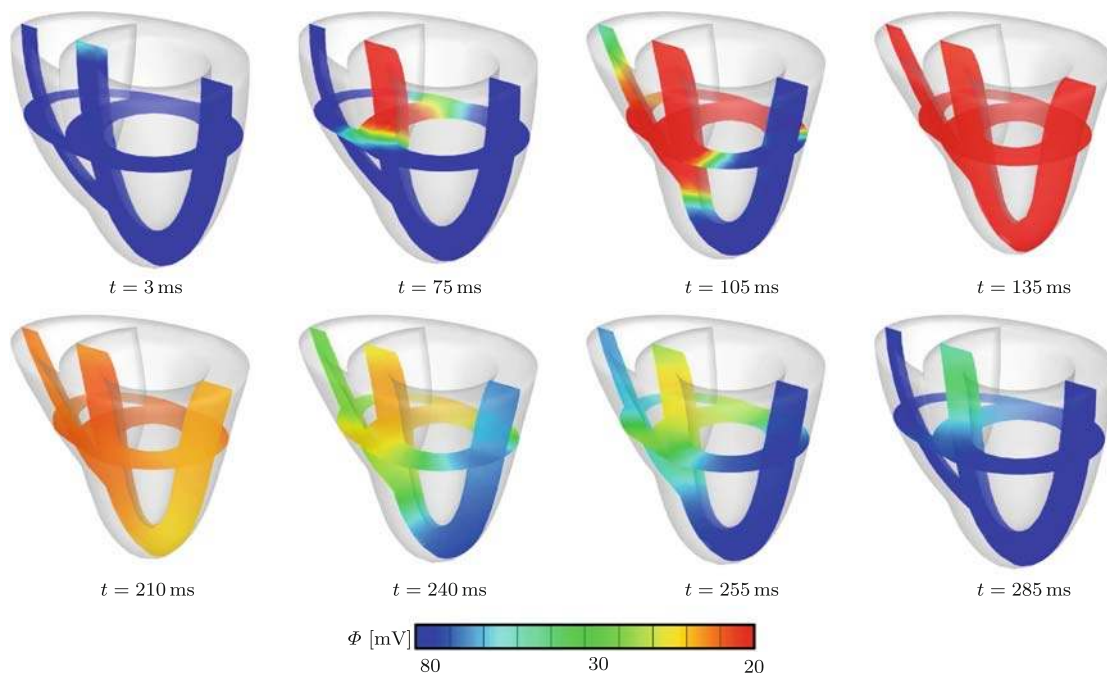 t = 3 ms
t = 75 ms
t = 105 ms
t = 135 ms
t = 210 ms
t = 240 ms
t = 255 ms
t = 285 ms
Φ [mV]
80 30 20